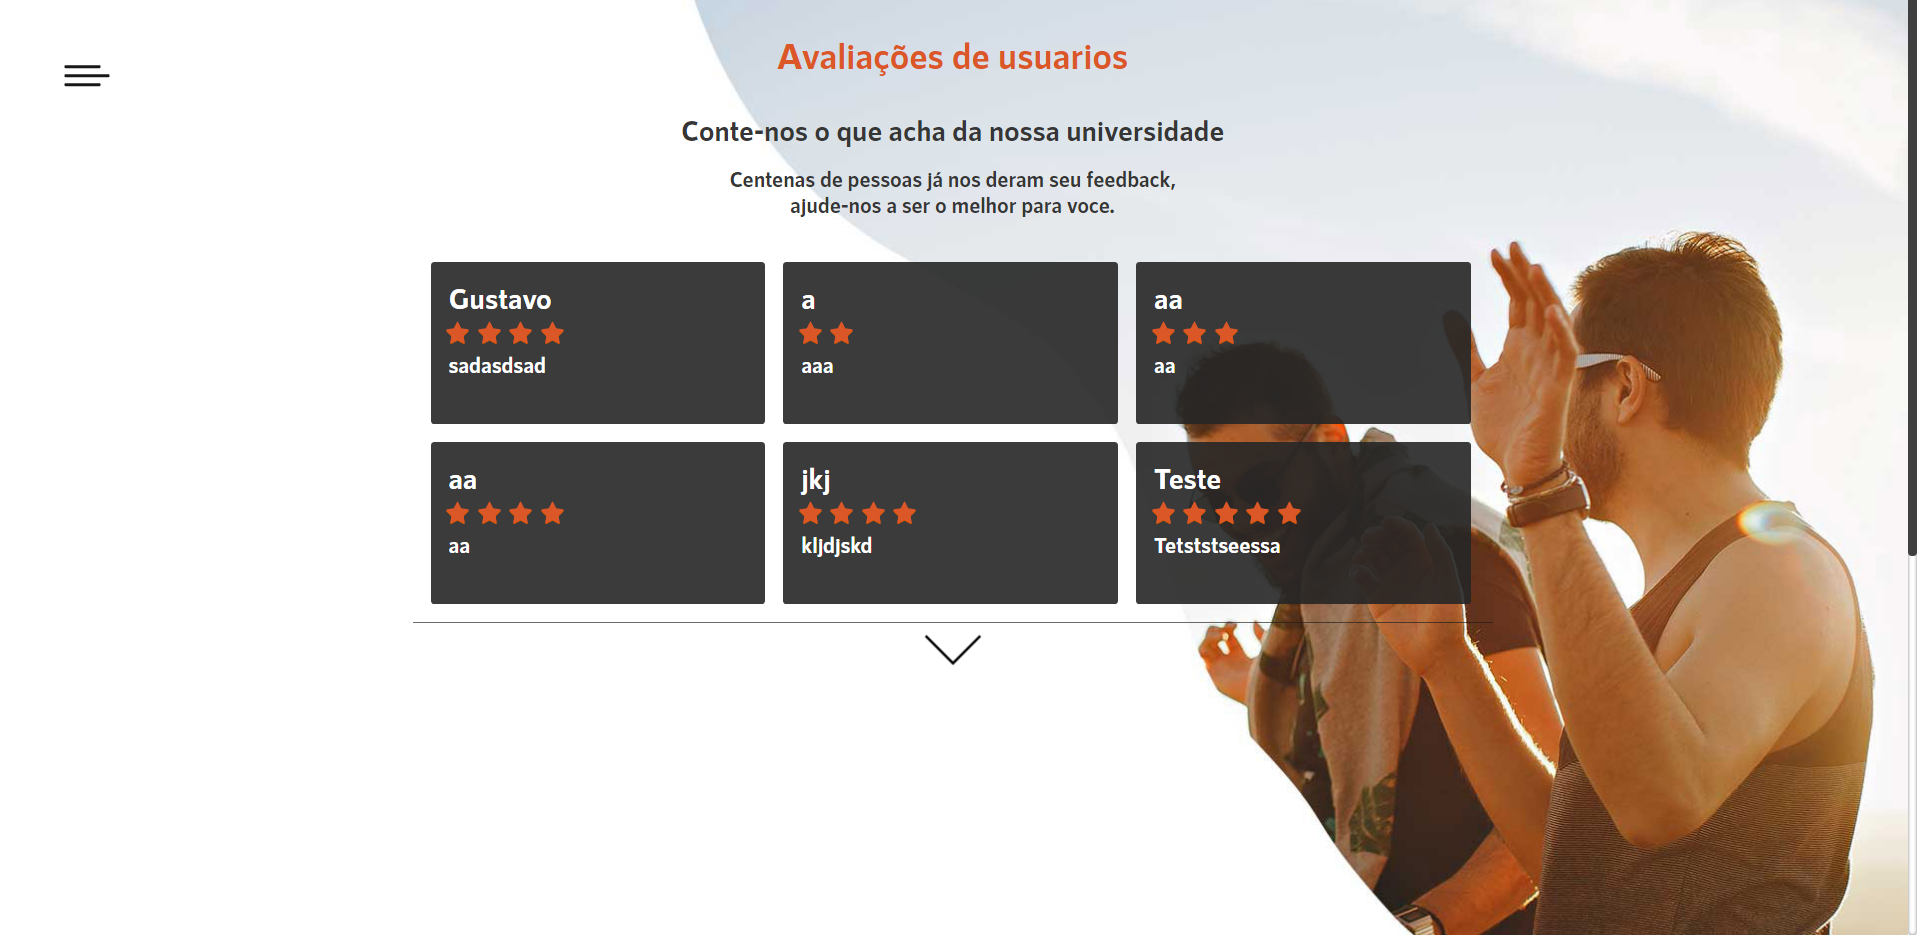 Avaliações de usuarios
Conte-nos o que acha da nossa universidade
Centenas de pessoas já nos deram seu feedback,
ajude-nos a ser o melhor para voce.
Gustavo
sadasdsad
a
aaa
aa
aa
aa
aa
jkj
kljdjskd
Teste
Tetststseessa